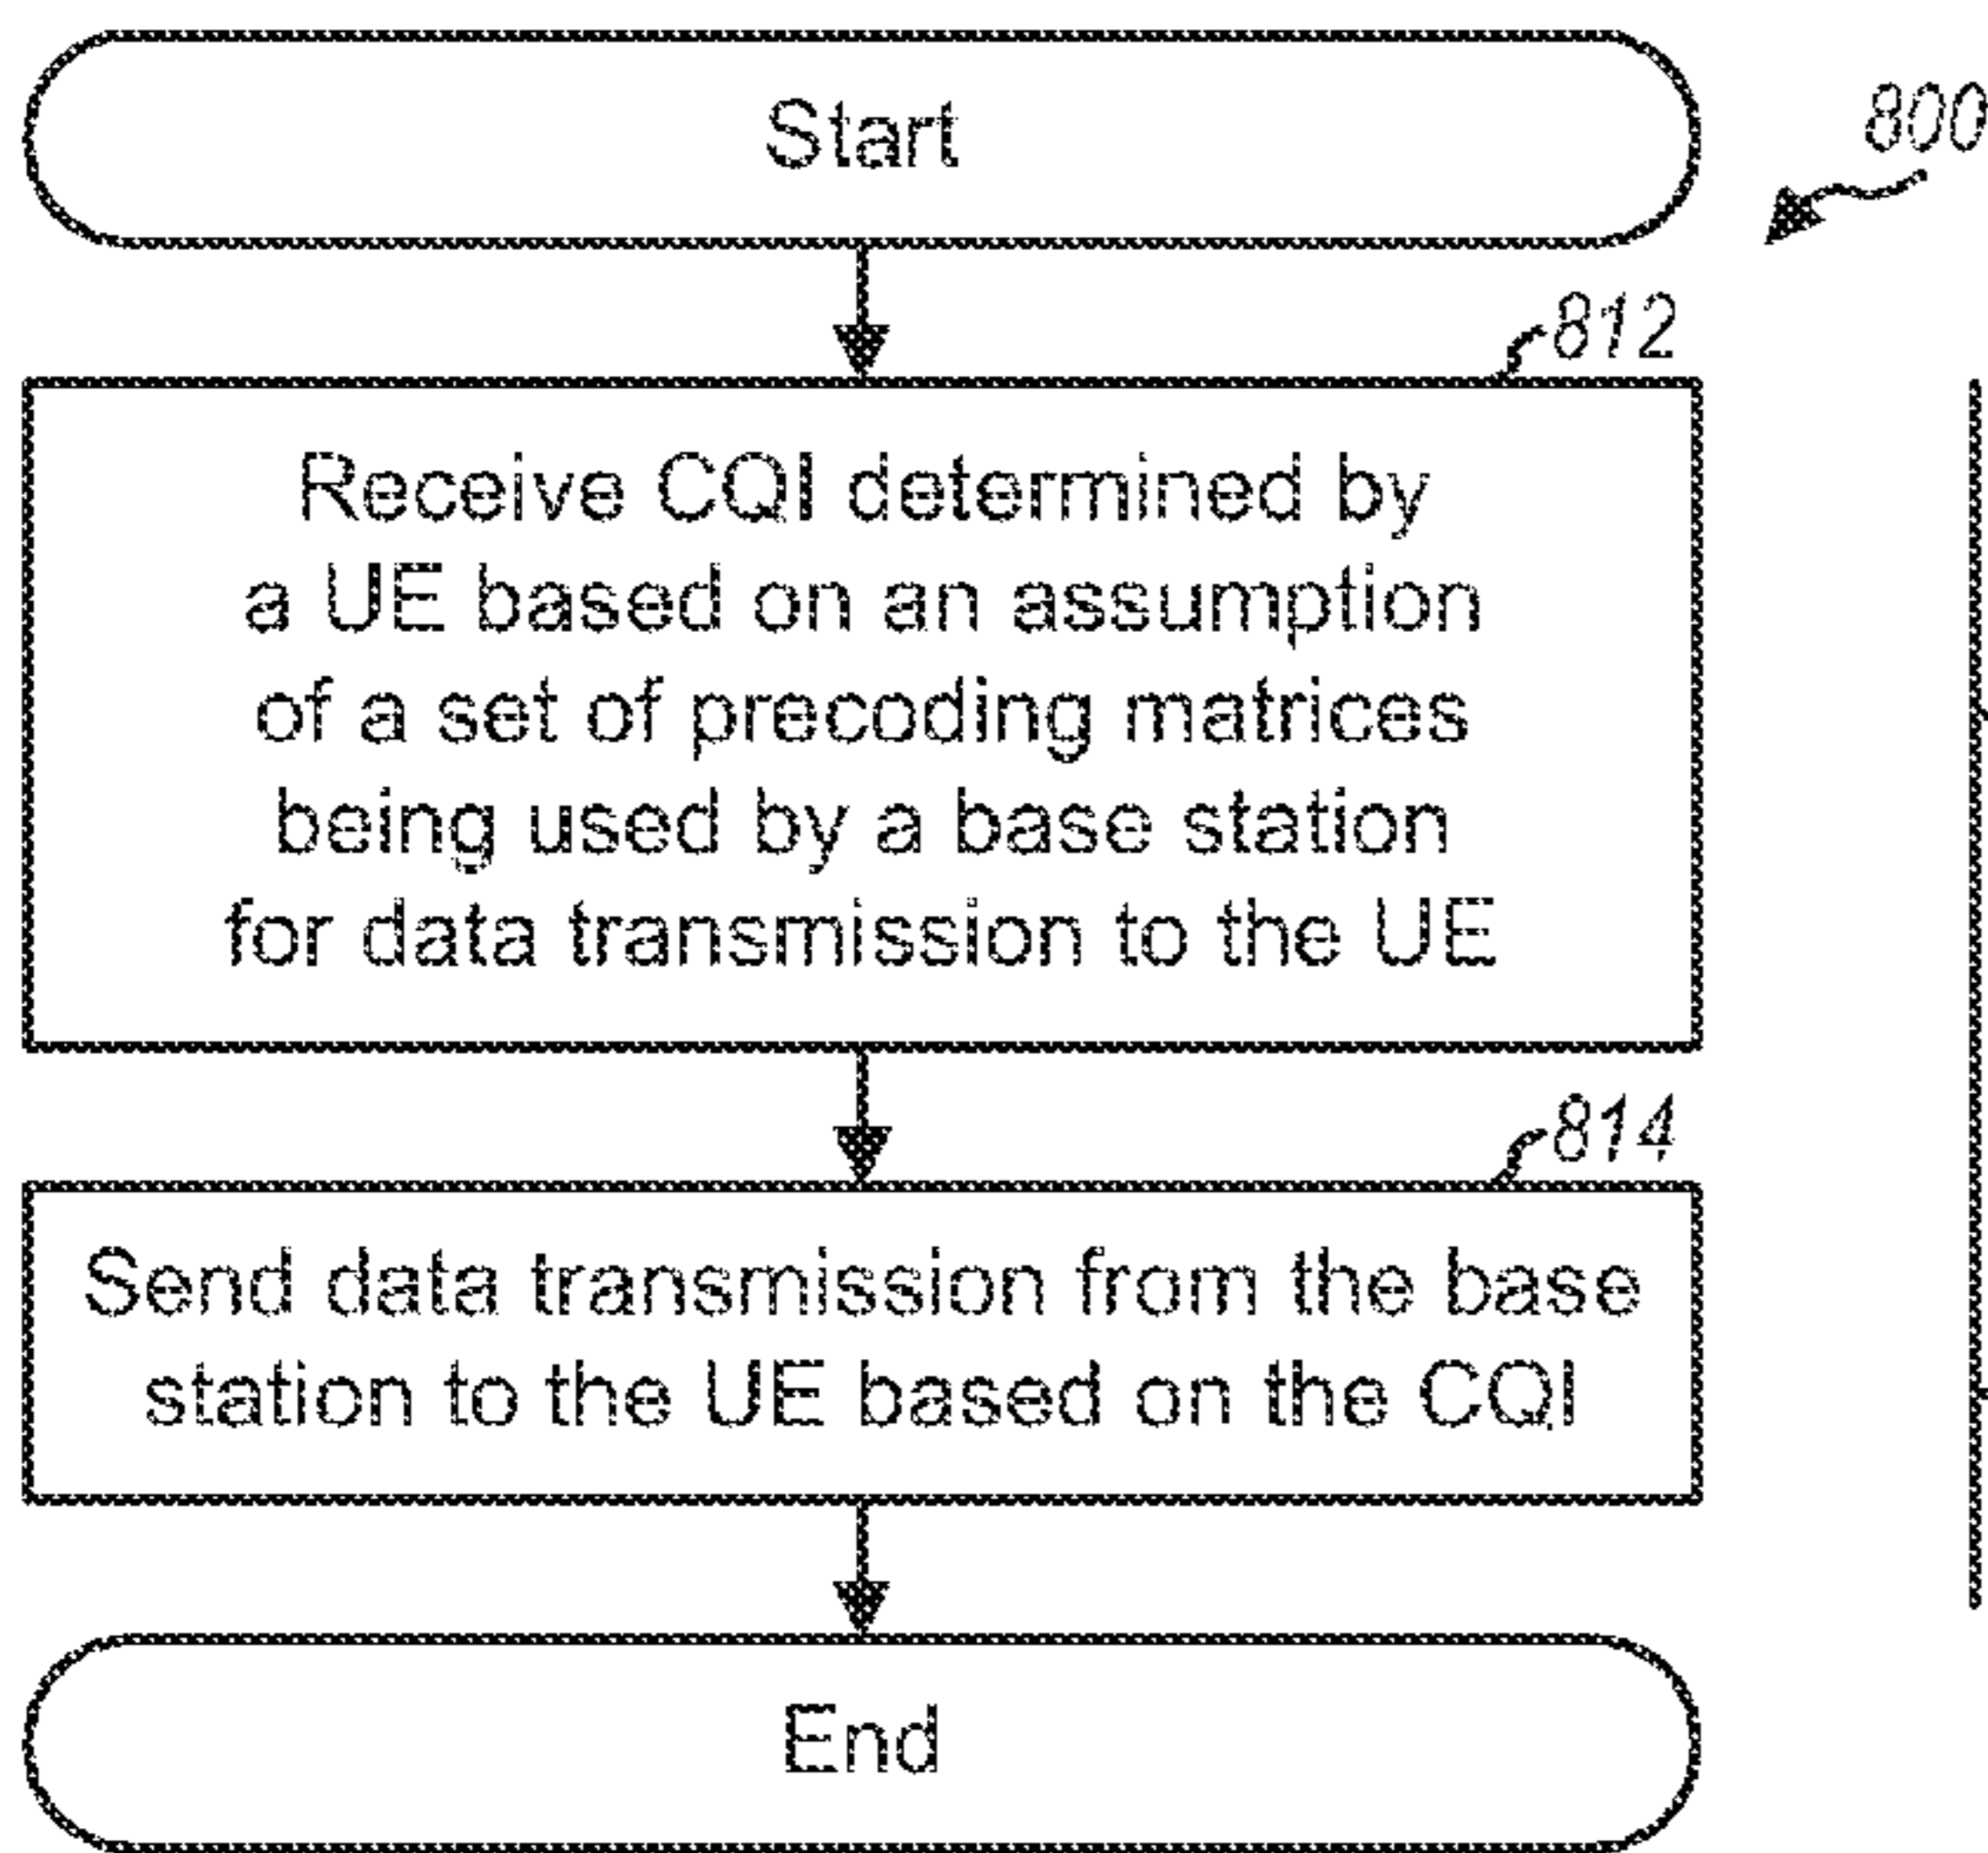 Start
800
812
Receive CQI determined by
a UE based on an assumption
of a set of precoding matrices
being used by a base station
for data transmission to the UE
814
Send data transmission from the base
station to the UE based on the CQI
End